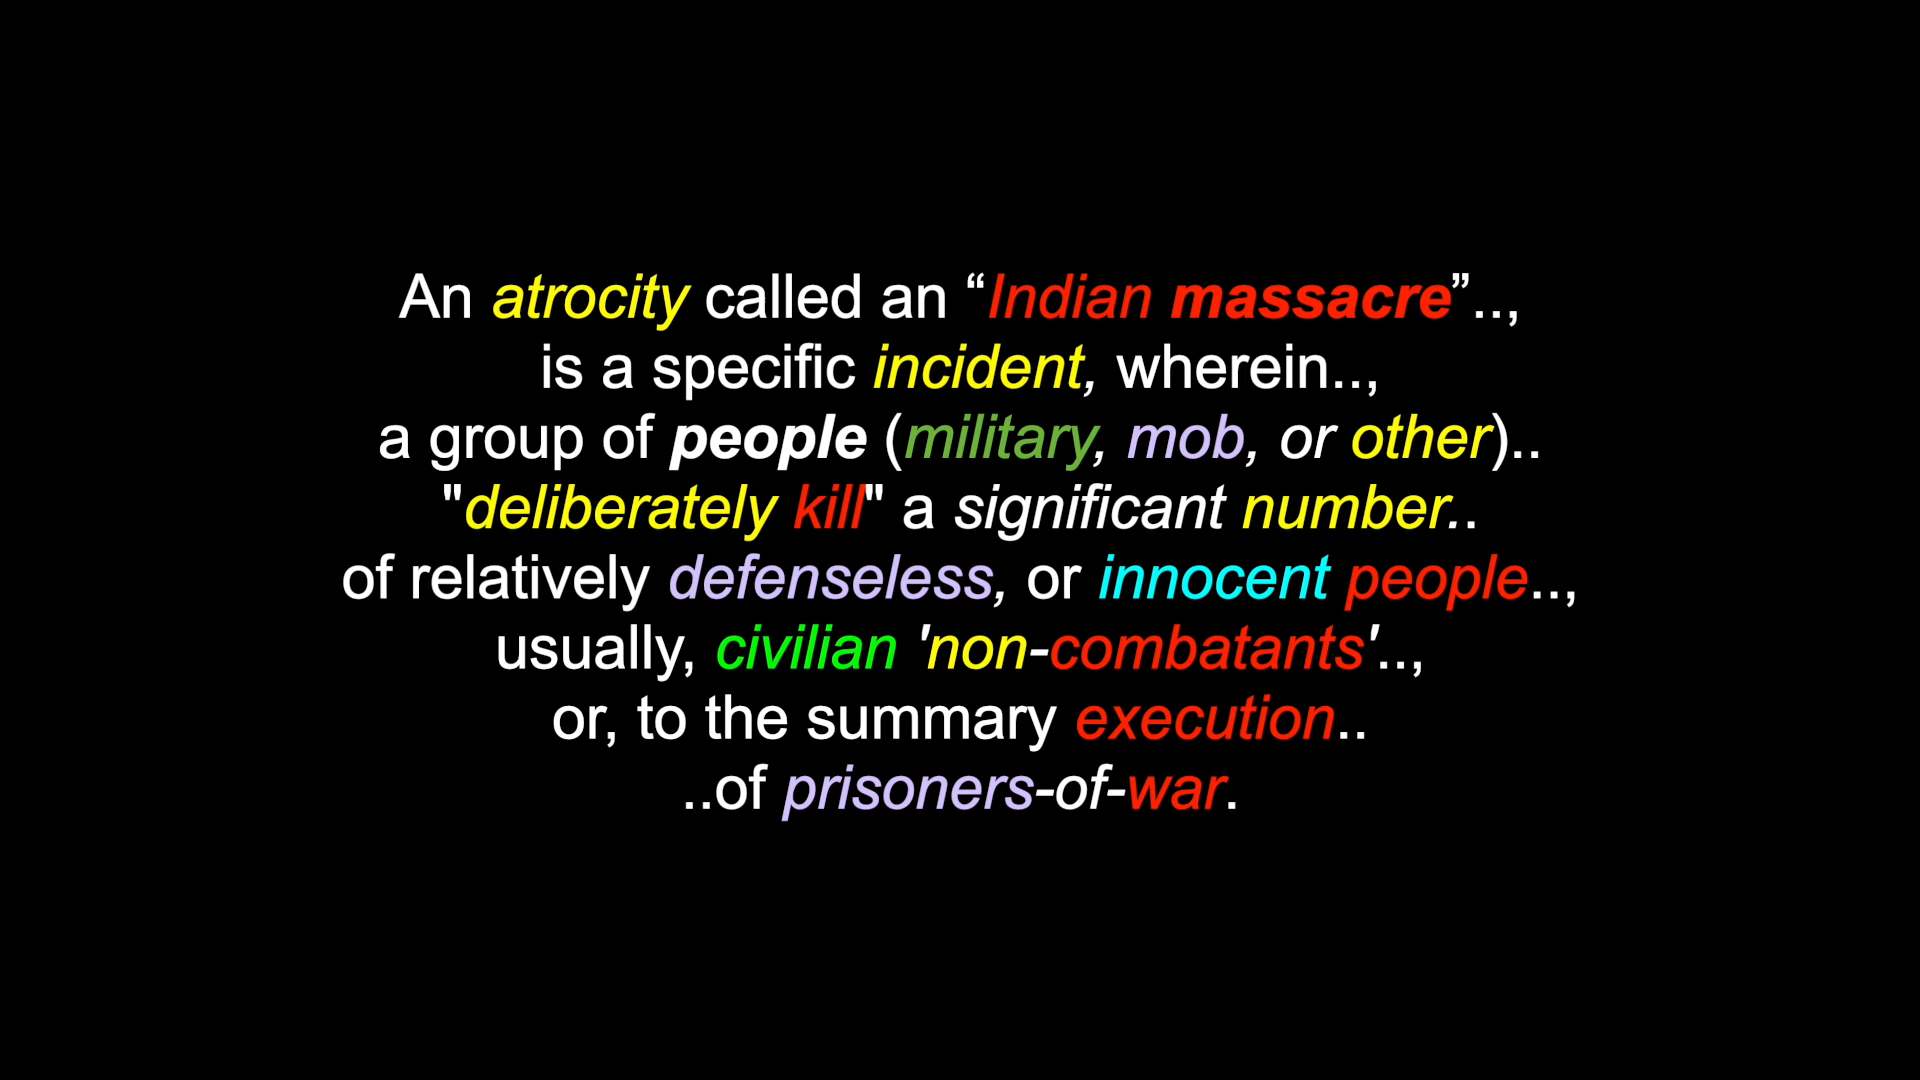 An atrocity called an “Indian massacre”..,
is a specific incident, wherein..,
a group of people (military, mob, or other)..
"deliberately kill" a significant number..
of relatively defenseless, or innocent people..,
usually, civilian 'non-combatants'..,
or, to the summary execution..
..of prisoners-of-war.